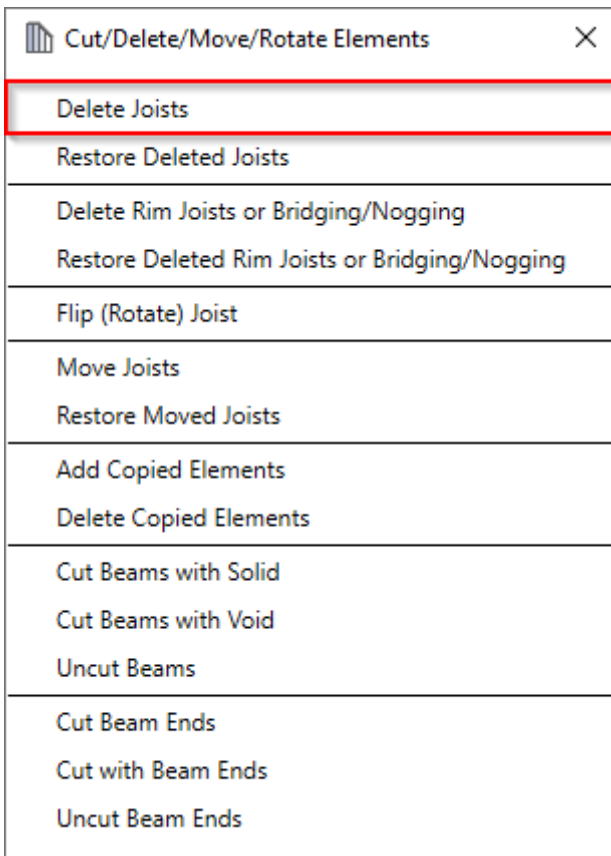 Cut/Delete/Move/Rotate Elements
Delete Joists
Restore Deleted Joists
Delete Rim Joists or Bridging/Nogging
Restore Deleted Rim Joists or Bridging/Nogging
Flip (Rotate) Joist
Move Joists
Restore Moved Joists
Add Copied Elements
Delete Copied Elements
Cut Beams with Solid
Cut Beams with Void
Uncut Beams
Cut Beam Ends
Cut with Beam Ends
Uncut Beam Ends